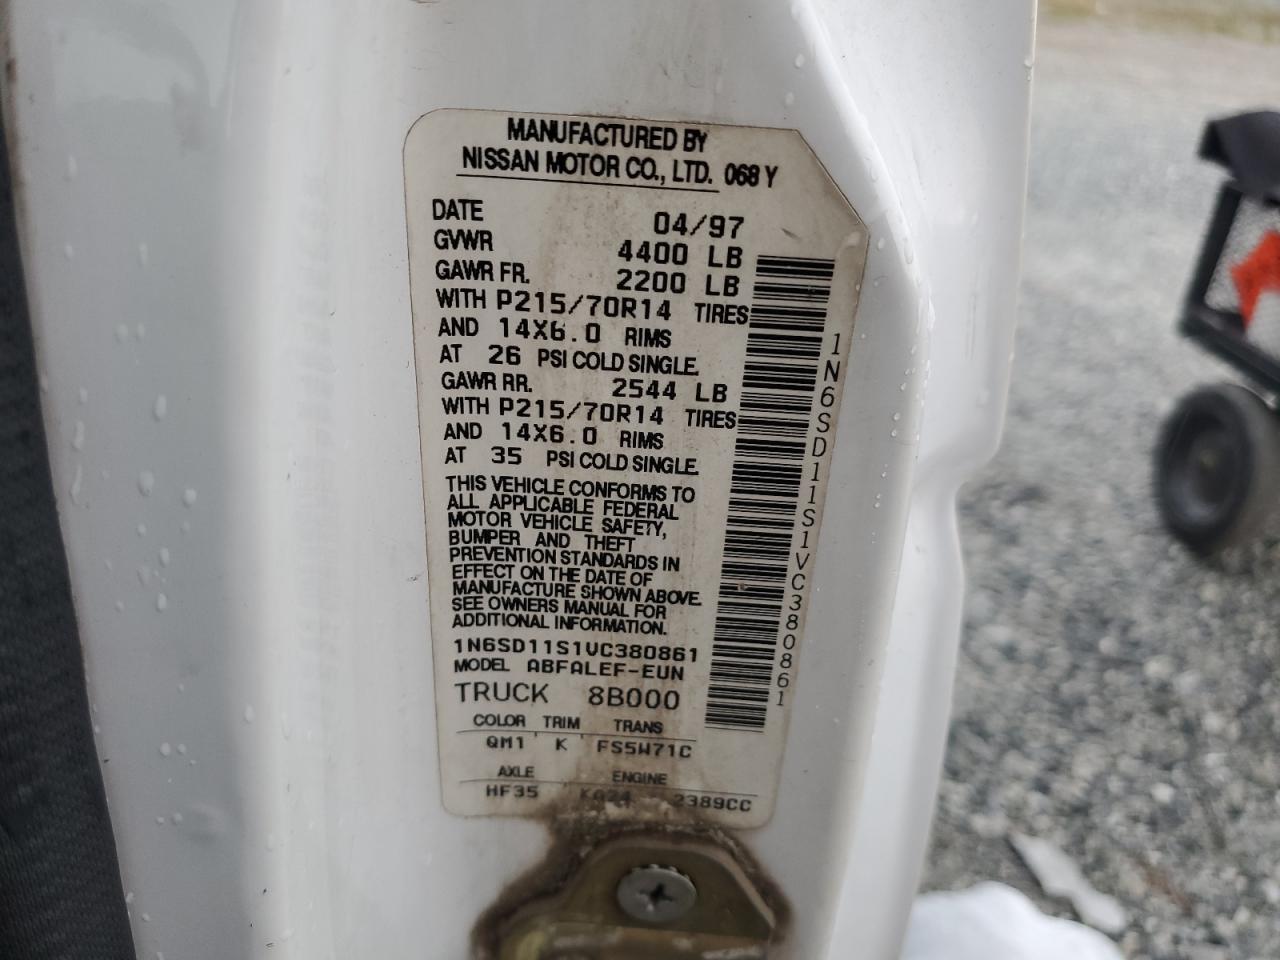 MANUFACTURED BY
NISSAN MOTOR CO., LTD. 068 Y
DATE 04/97
GVWR 4400 LB
GAWR FR. 2200 LB
WITH P215/70R14 TIRES
AND 14X6.0 RIMS
AT 26 PSI COLD SINGLE.
GAWR RR. 2544 LB
WITH P215/70R14 TIRES
AND 14X6.0 RIMS
AT 35 PSI COLD SINGLE.
THIS VEHICLE CONFORMS TO
ALL APPLICABLE FEDERAL
MOTOR VEHICLE SAFETY,
BUMPER AND THEFT
PREVENTION STANDARDS IN
EFFECT ON THE DATE OF
MANUFACTURE SHOWN ABOVE.
SEE OWNERS MANUAL FOR
ADDITIONAL INFORMATION.
1N6SD11S1VC380861
MODEL ABFALEF-EUN
TRUCK 8B000
COLOR TRIM TRANS
QM1 K FS5W71C
AXLE ENGINE
HF35 KA24 2389CC
1N6SD11S1VC380861